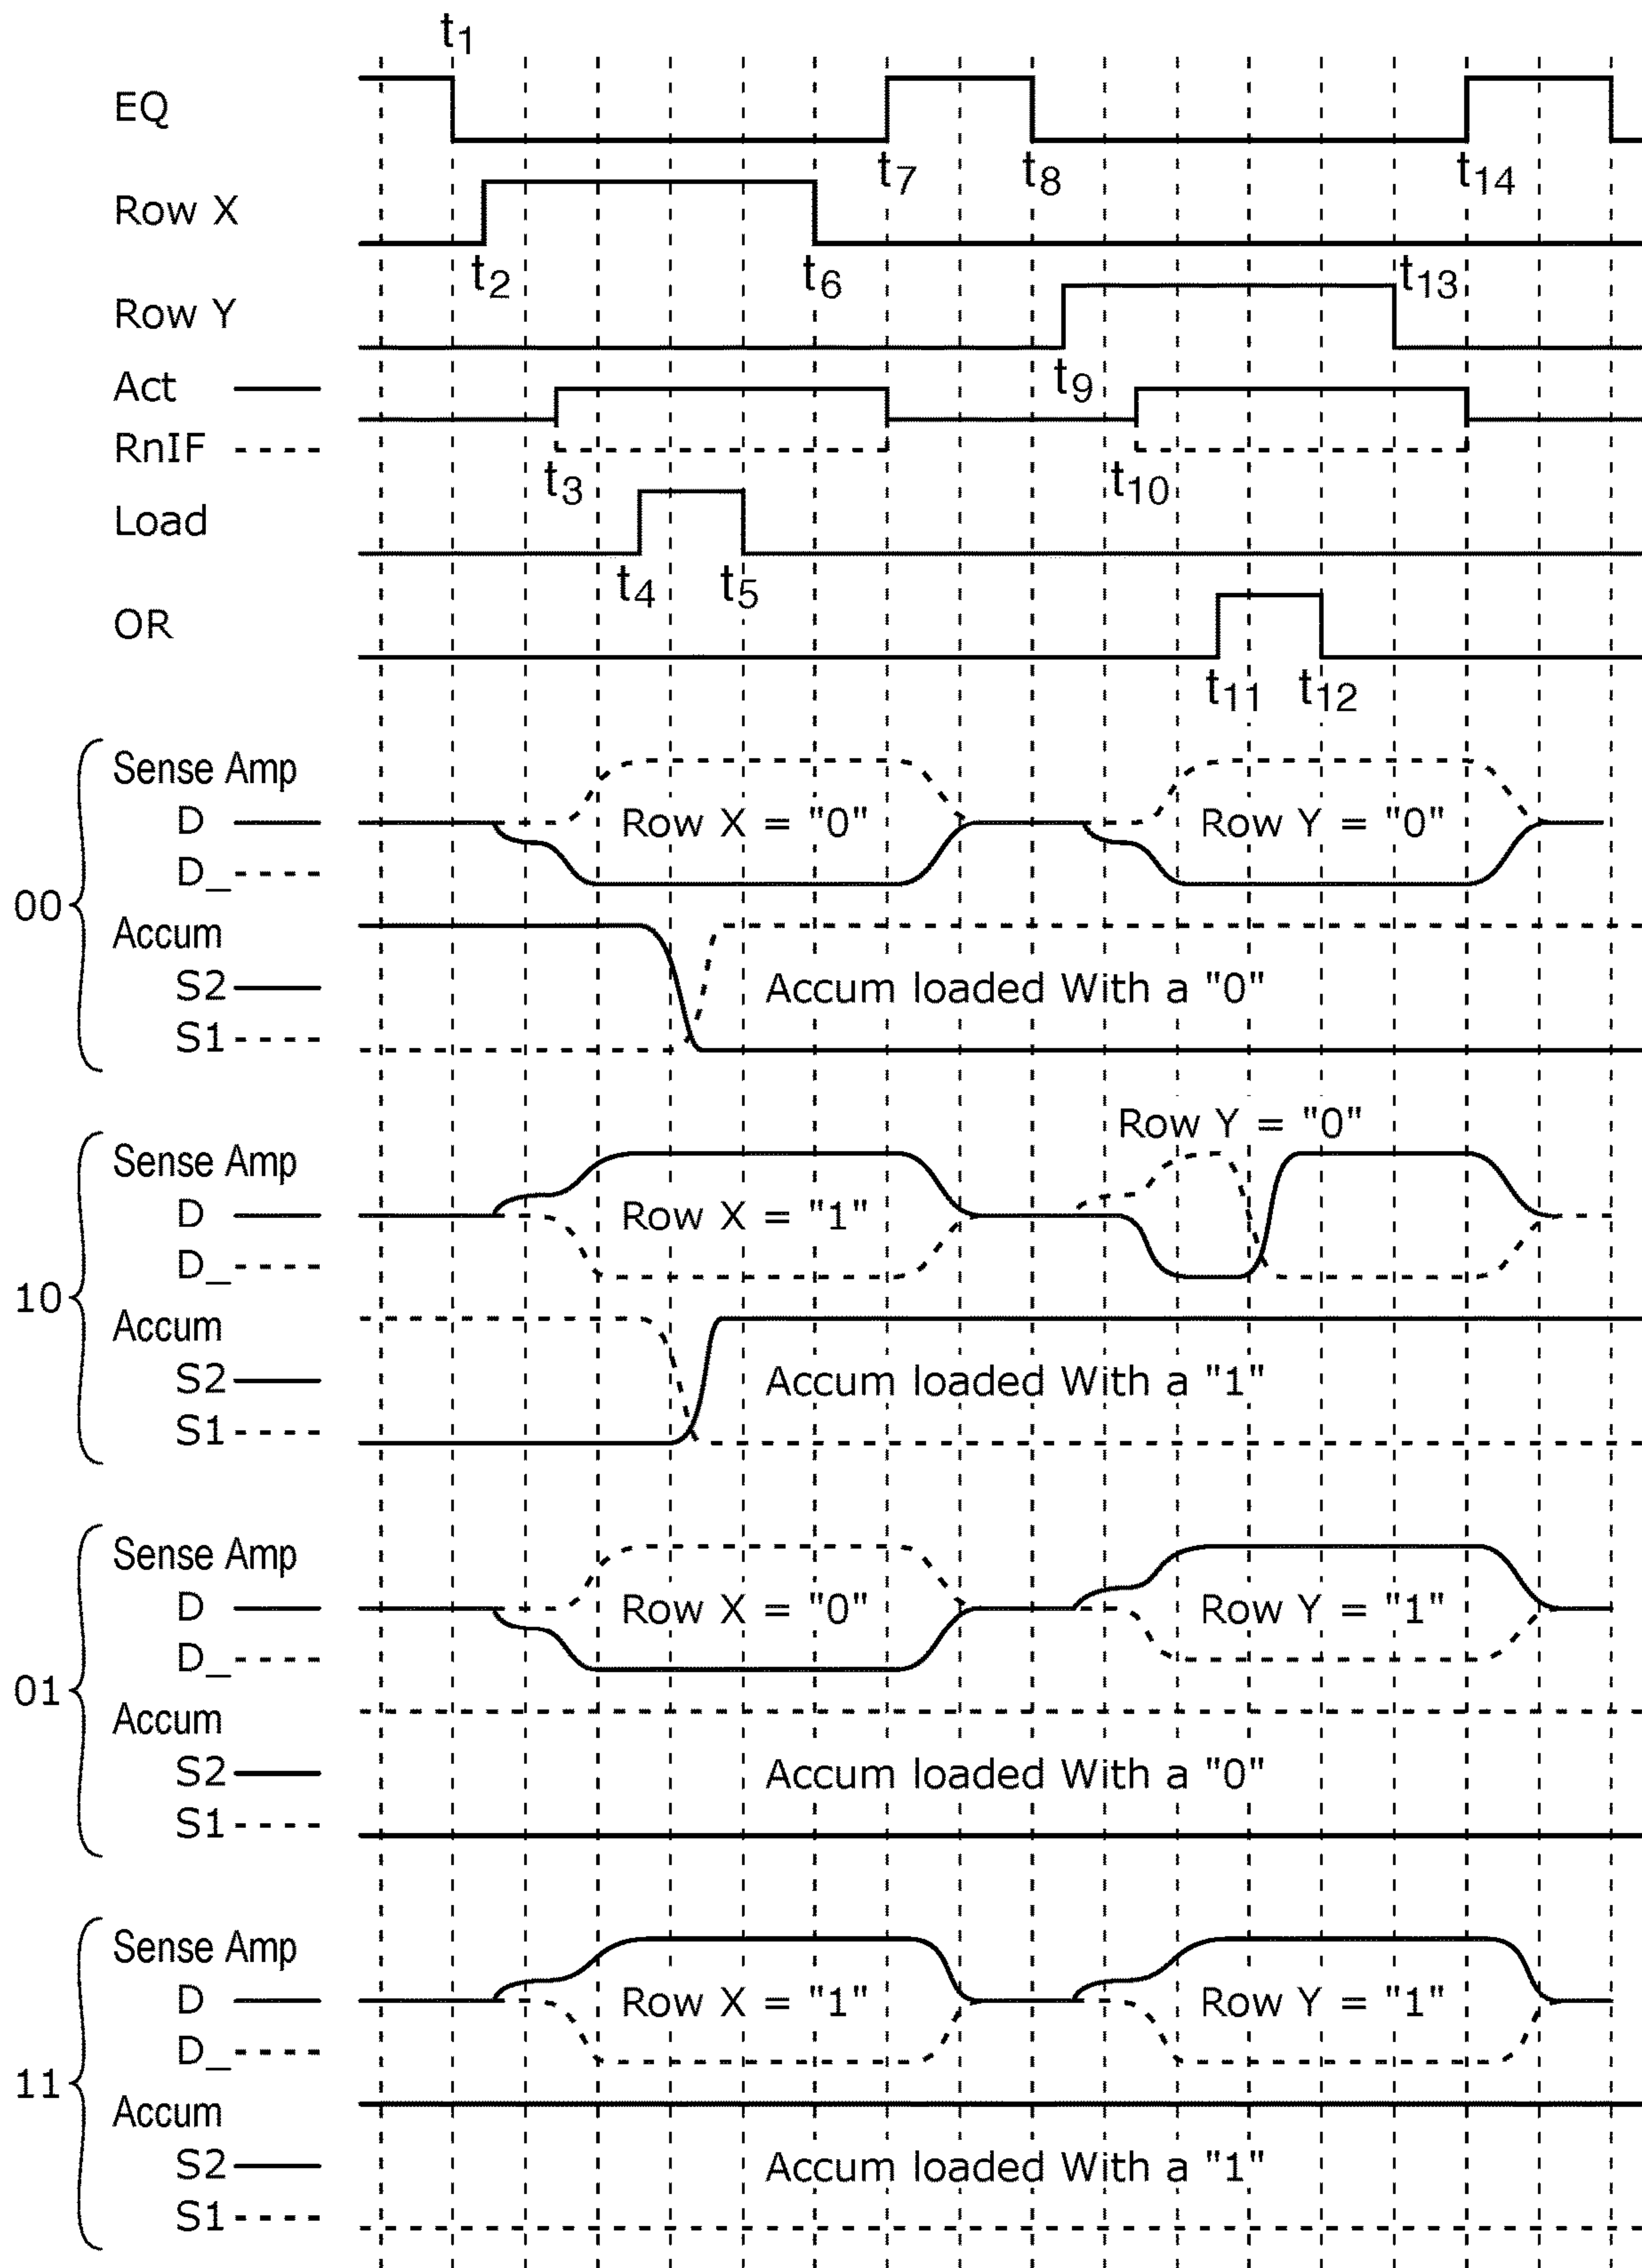 t1
EQ
t7 t8 t14
Row X
t2 t6 t13
Row Y
t9
Act
RnIF
t3 t10
Load
t4 t5
OR
t11 t12
Sense Amp
D Row X = "0" Row Y = "0"
D_
00
Accum
S2 Accum loaded With a "0"
S1
Row Y = "0"
Sense Amp
D Row X = "1"
D_
10
Accum
S2 Accum loaded With a "1"
S1
Sense Amp
D Row X = "0" Row Y = "1"
D_
01
Accum
S2 Accum loaded With a "0"
S1
Sense Amp
D Row X = "1" Row Y = "1"
D_
11
Accum
S2 Accum loaded With a "1"
S1